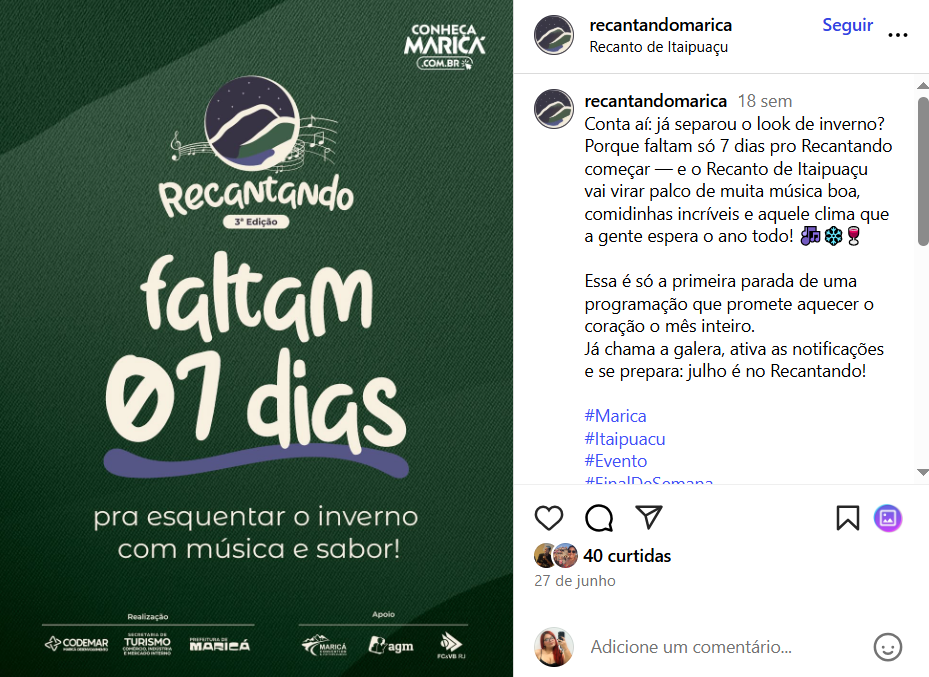 CONHEÇA
MARICÁ
.COM.BR
Recantando
3ª Edição
faltam
07 dias
pra esquentar o inverno
com música e sabor!
Realização
Apoio
CODEMAR
SECRETARIA DE
TURISMO
COMÉRCIO, INDÚSTRIA
E MERCADO INTERNO
PREFEITURA DE
MARICÁ
MARICÁ
agm
FC&VB RJ
recantandomarica
Seguir
Recanto de Itaipuaçu
recantandomarica 18 sem
Conta aí: já separou o look de inverno?
Porque faltam só 7 dias pro Recantando
começar — e o Recanto de Itaipuaçu
vai virar palco de muita música boa,
comidinhas incríveis e aquele clima que
a gente espera o ano todo! 🎶❄️🍷
Essa é só a primeira parada de uma
programação que promete aquecer o
coração o mês inteiro.
Já chama a galera, ativa as notificações
e se prepara: julho é no Recantando!
#Marica
#Itaipuacu
#Evento
#FinalDeSemana
40 curtidas
27 de junho
Adicione um comentário...